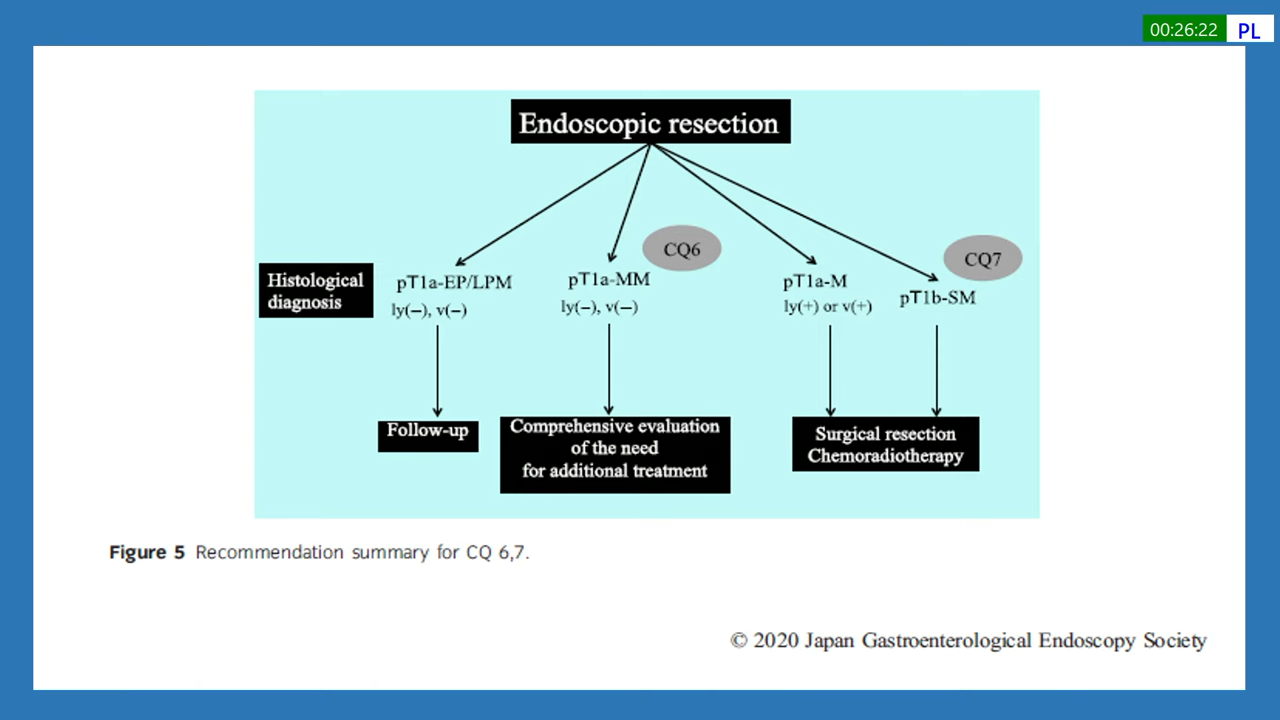 00:26:22
PL
Endoscopic resection
CQ6
CQ7
Histological
diagnosis
pT1a-EP/LPM
ly(−), v(−)
pT1a-MM
ly(−), v(−)
pT1a-M
ly(+) or v(+)
pT1b-SM
Follow-up
Comprehensive evaluation
of the need
for additional treatment
Surgical resection
Chemoradiotherapy
Figure 5 Recommendation summary for CQ 6,7.
© 2020 Japan Gastroenterological Endoscopy Society